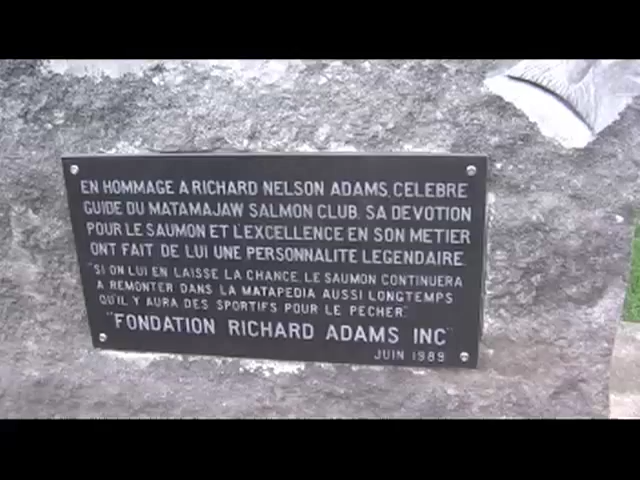 EN HOMMAGE A RICHARD NELSON ADAMS, CELEBRE
GUIDE DU MATAMAJAW SALMON CLUB. SA DEVOTION
POUR LE SAUMON ET L'EXCELLENCE EN SON METIER
ONT FAIT DE LUI UNE PERSONNALITE LEGENDAIRE.
"SI ON LUI EN LAISSE LA CHANCE, LE SAUMON CONTINUERA
A REMONTER DANS LA MATAPEDIA AUSSI LONGTEMPS
QU'IL Y AURA DES SPORTIFS POUR LE PECHER."
"FONDATION RICHARD ADAMS INC"
JUIN 1989